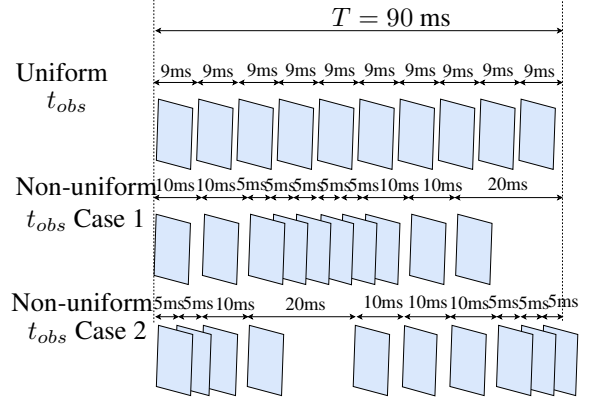 T = 90 ms
Uniform
t_obs
9ms 9ms 9ms 9ms 9ms 9ms 9ms 9ms 9ms 9ms
Non-uniform
t_obs Case 1
10ms 10ms 5ms 5ms 5ms 5ms 5ms 10ms 10ms 20ms
Non-uniform
t_obs Case 2
5ms 5ms 10ms 20ms 10ms 10ms 10ms 5ms 5ms 5ms